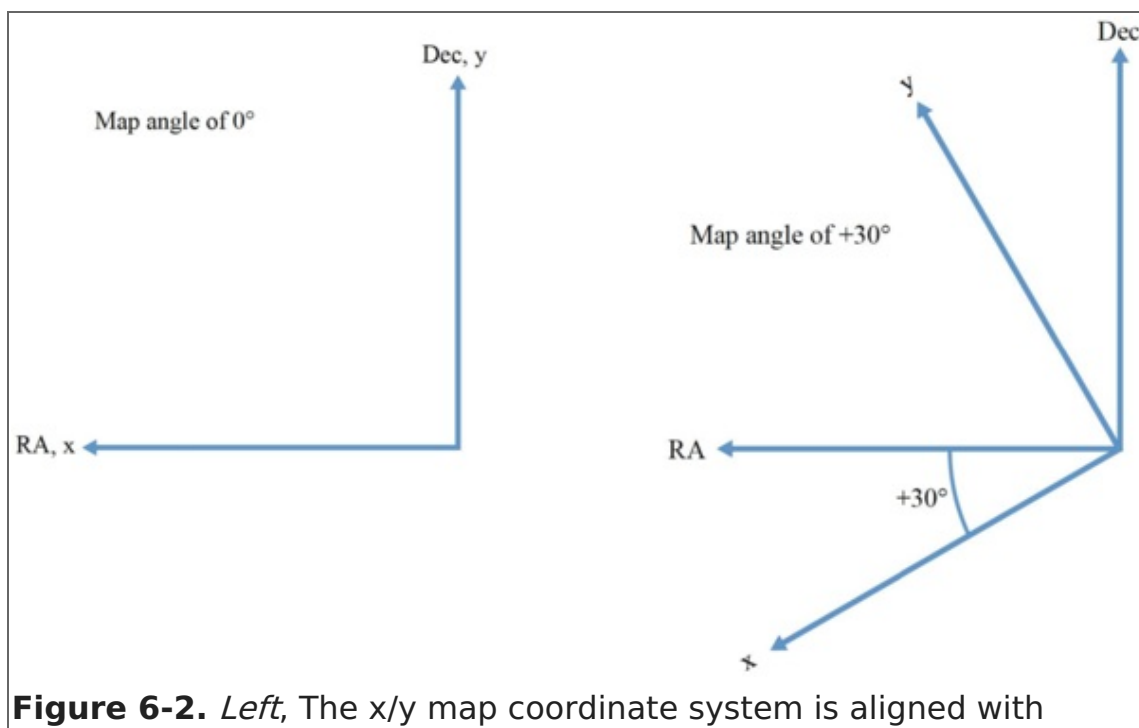 Dec, y
Map angle of 0°
RA, x
Dec
y
Map angle of +30°
RA
+30°
x
Figure 6-2. Left, The x/y map coordinate system is aligned with